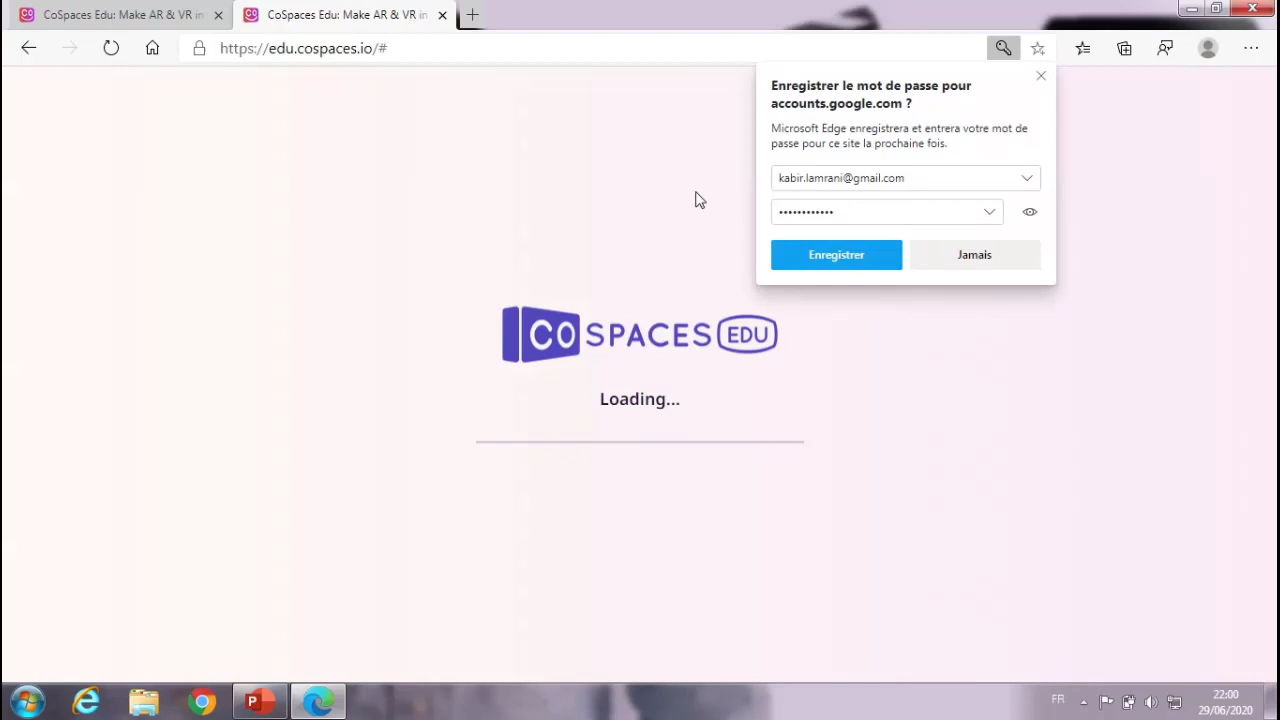 CoSpaces Edu: Make AR & VR in
CoSpaces Edu: Make AR & VR in
https://edu.cospaces.io/#
Enregistrer le mot de passe pour
accounts.google.com ?
Microsoft Edge enregistrera et entrera votre mot de
passe pour ce site la prochaine fois.
kabir.lamrani@gmail.com
••••••••••••
Enregistrer
Jamais
CO SPACES EDU
Loading...
FR
22:00
29/06/2020